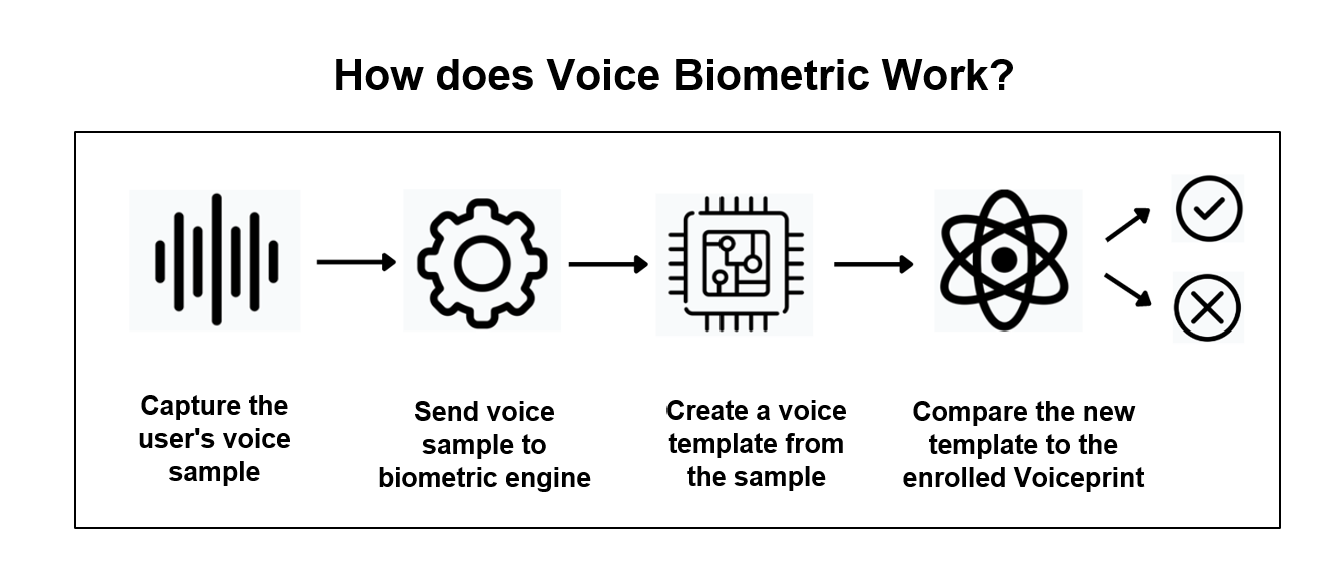 How does Voice Biometric Work?
Capture the
user's voice
sample
Send voice
sample to
biometric engine
Create a voice
template from
the sample
Compare the new
template to the
enrolled Voiceprint